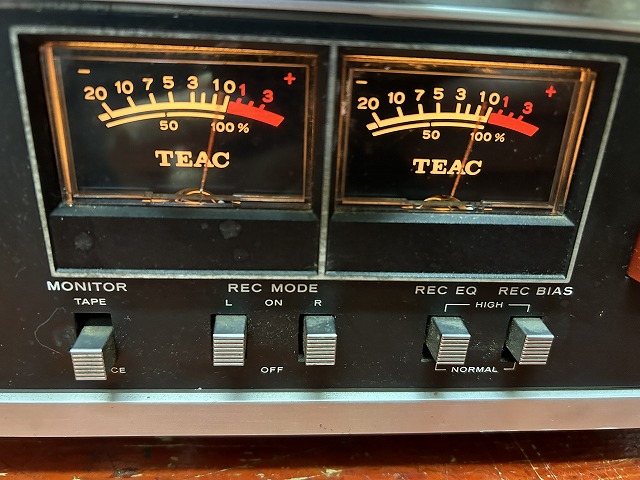 − 20 10 7 5 3 1 0 1 3 +
50 100 %
TEAC
− 20 10 7 5 3 1 0 1 3 +
50 100 %
TEAC
MONITOR
TAPE
CE
REC MODE
L ON R
OFF
REC EQ REC BIAS
HIGH
NORMAL